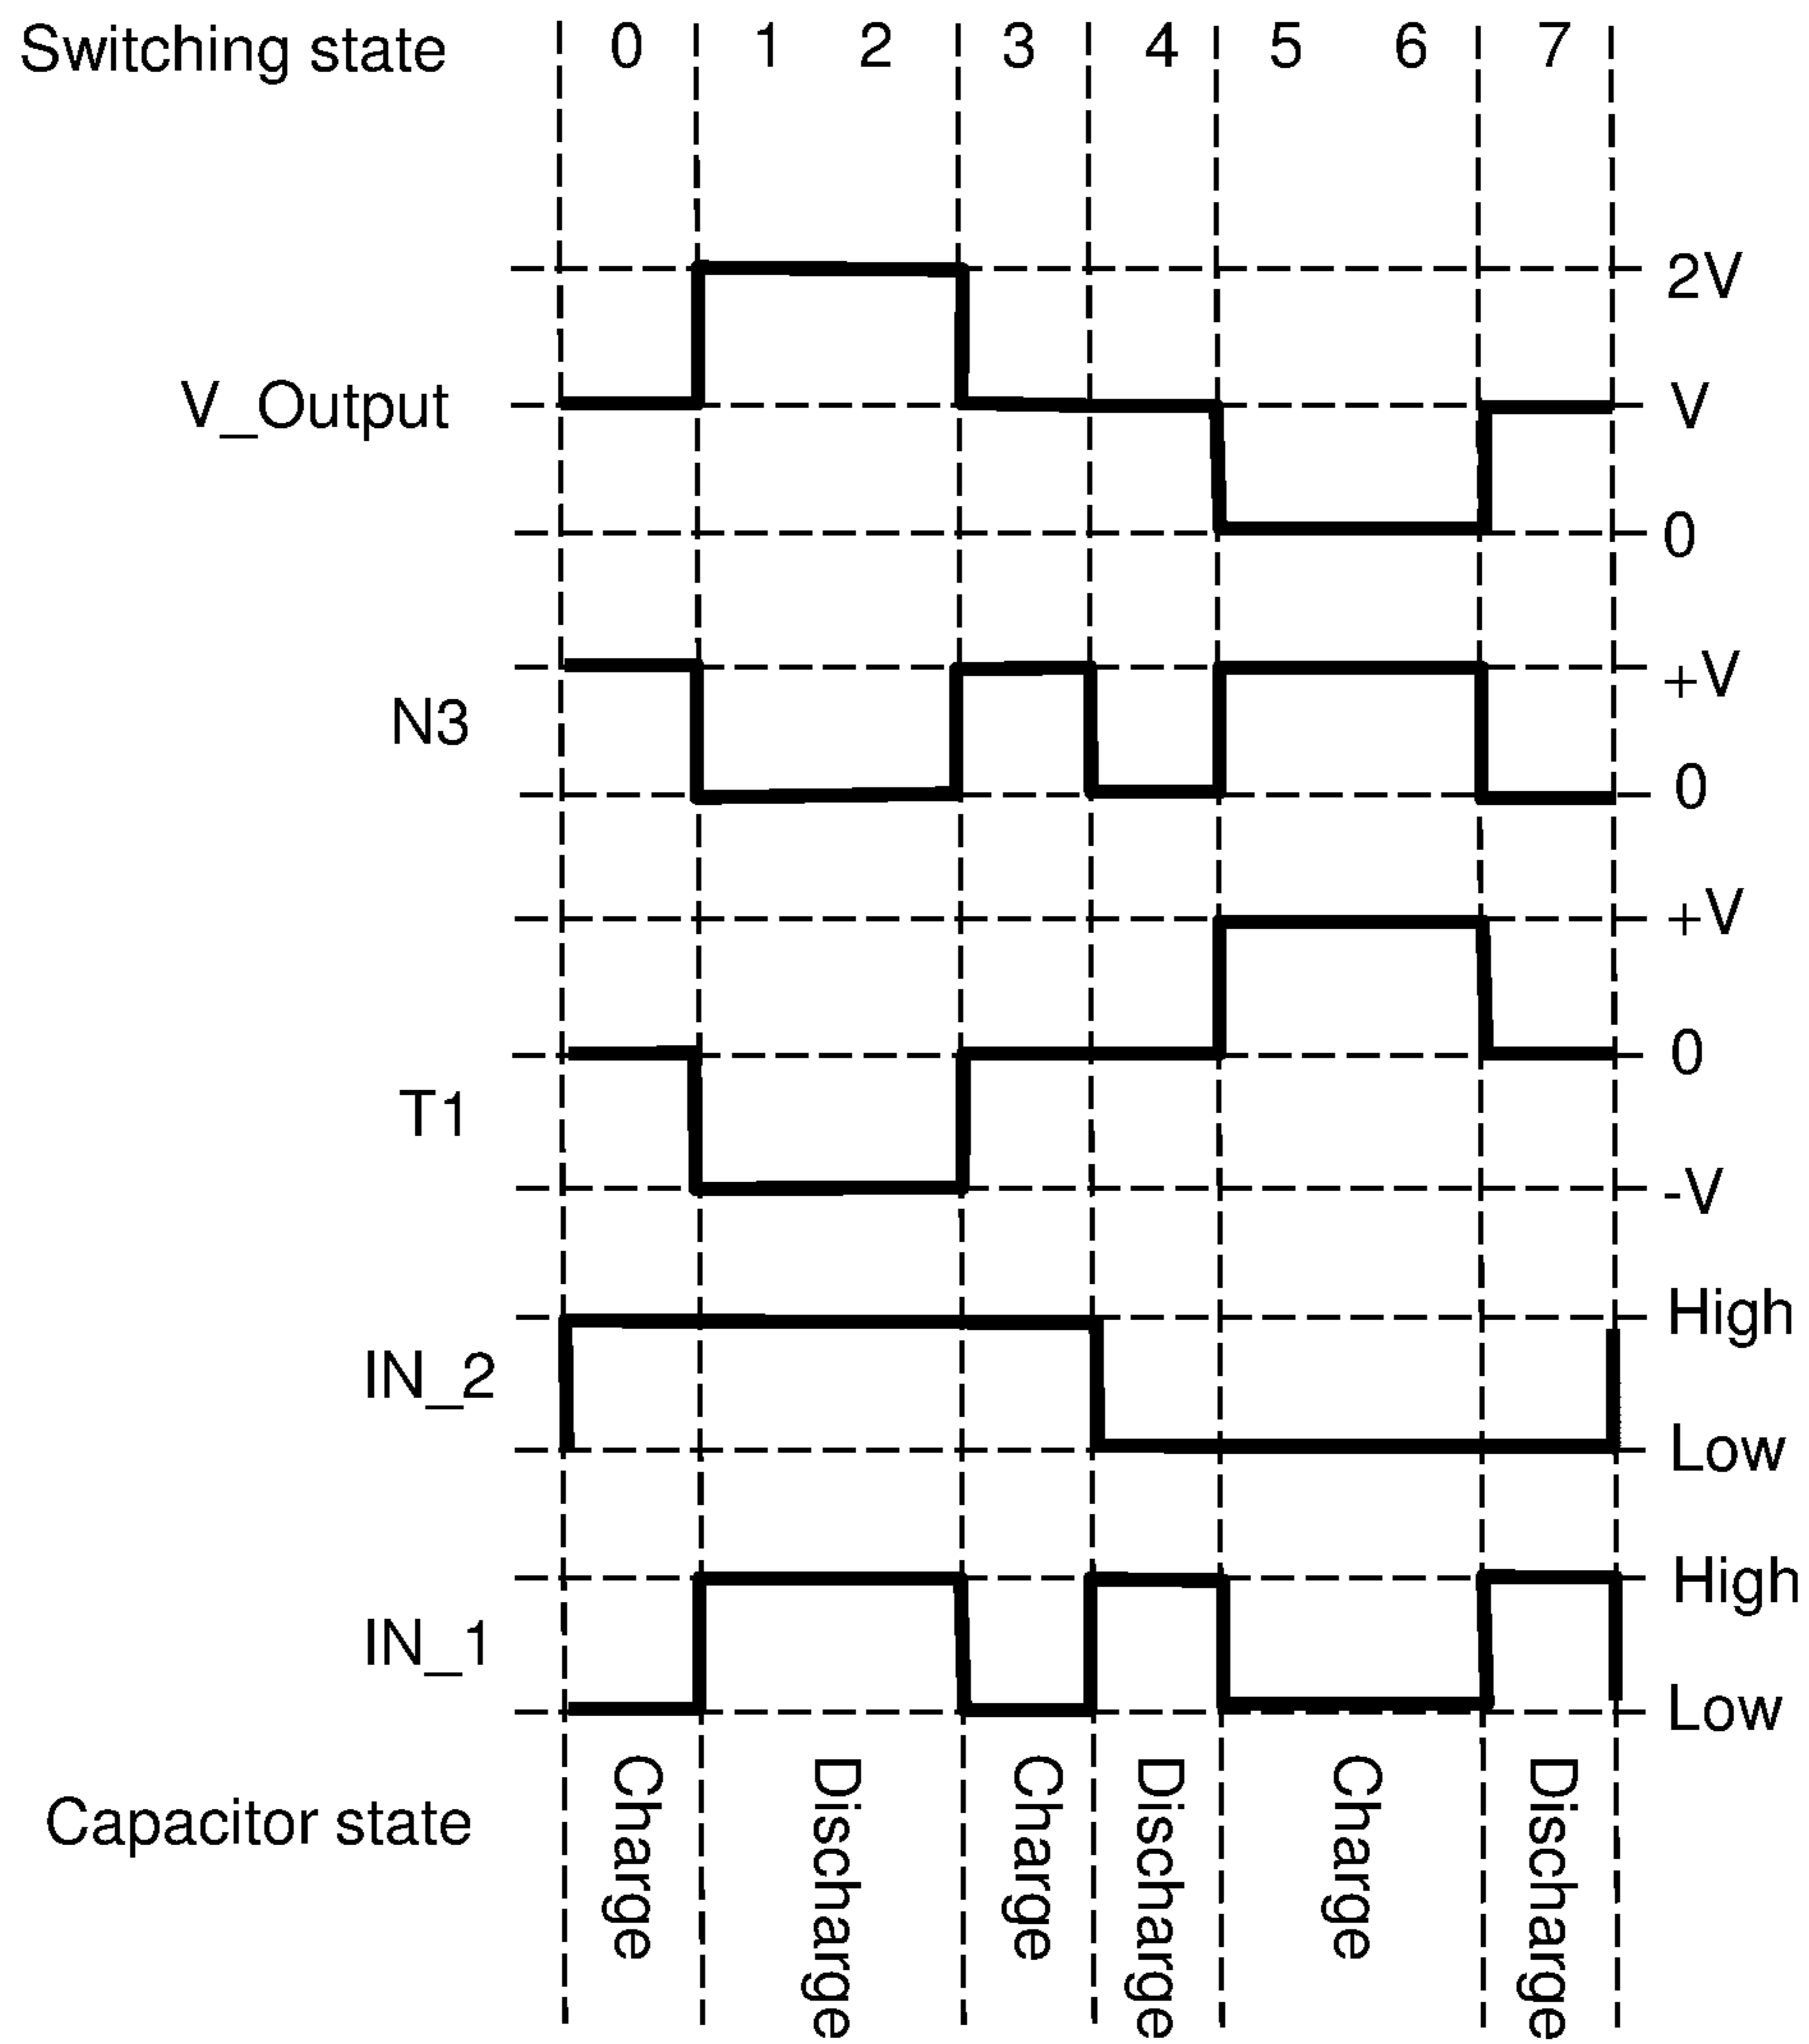 Switching state 0 1 2 3 4 5 6 7
2V
V_Output V
0
+V
N3
0
+V
0
T1
-V
High
IN_2
Low
High
IN_1
Low
Capacitor state Charge Discharge Charge Discharge Charge Discharge